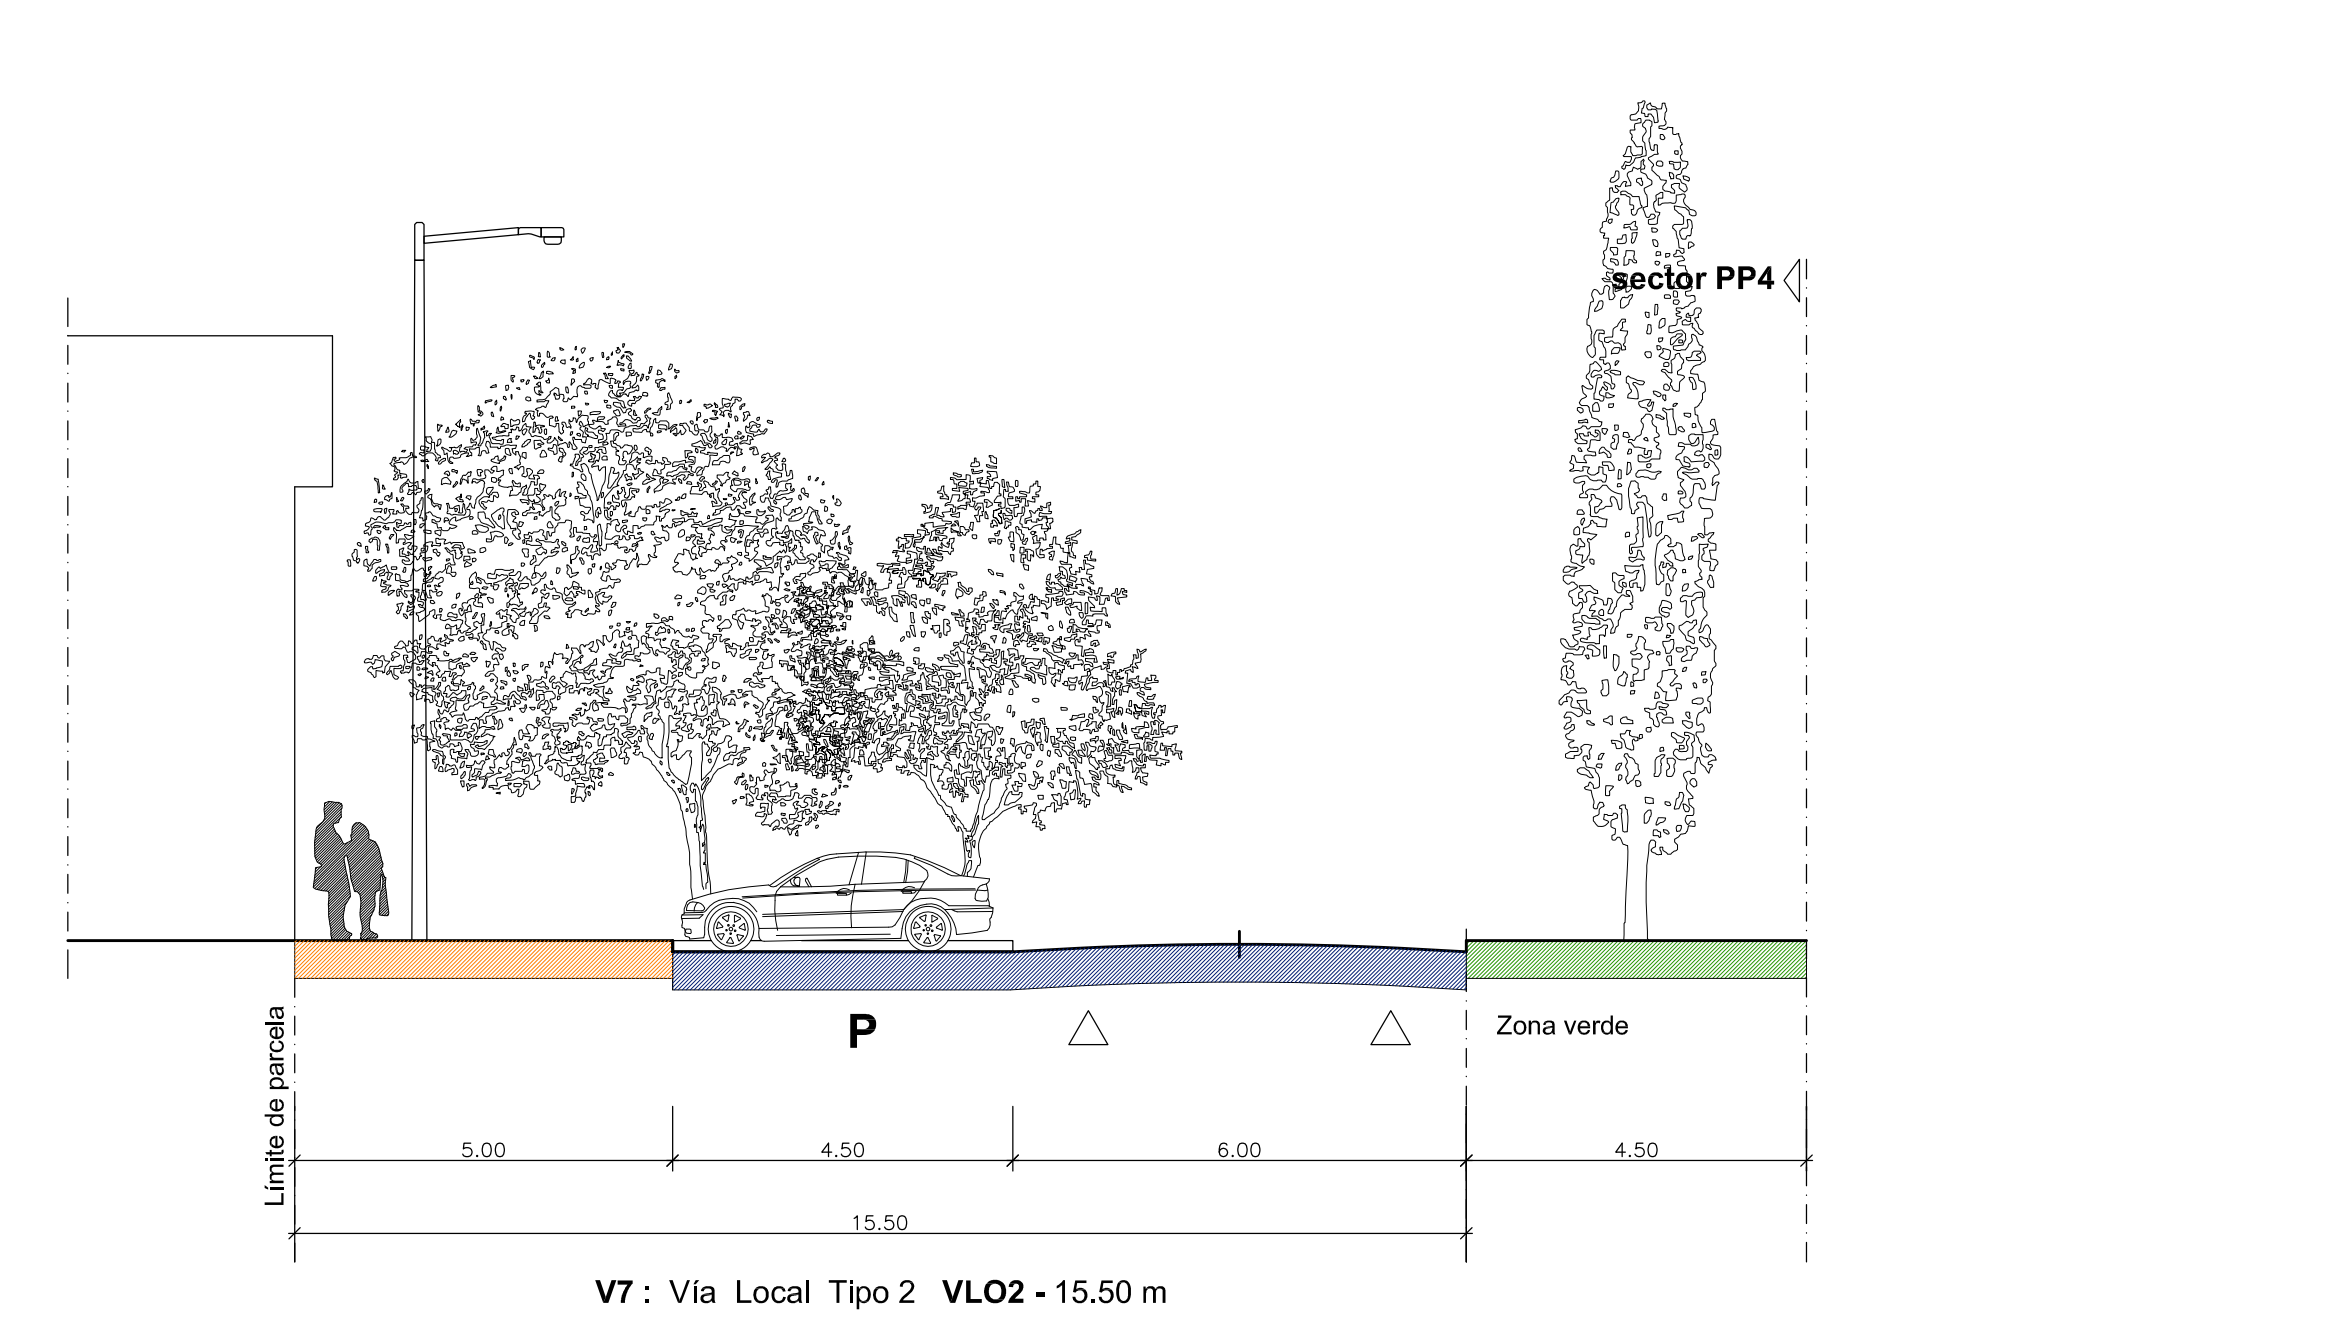 sector PP4
P
Zona verde
Límite de parcela
5.00
4.50
6.00
4.50
15.50
V7 : Vía Local Tipo 2 VLO2 - 15.50 m